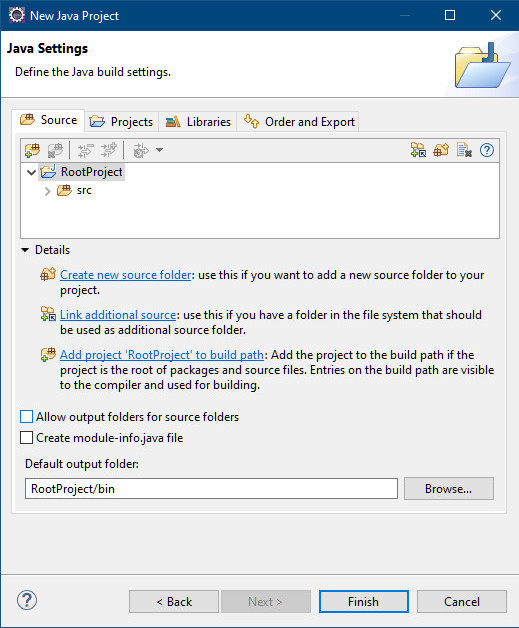 New Java Project
Java Settings
Define the Java build settings.
Source Projects Libraries Order and Export
RootProject
src
Details
Create new source folder: use this if you want to add a new source folder to your
project.
Link additional source: use this if you have a folder in the file system that should
be used as additional source folder.
Add project 'RootProject' to build path: Add the project to the build path if the
project is the root of packages and source files. Entries on the build path are visible
to the compiler and used for building.
Allow output folders for source folders
Create module-info.java file
Default output folder:
RootProject/bin Browse...
< Back Next > Finish Cancel